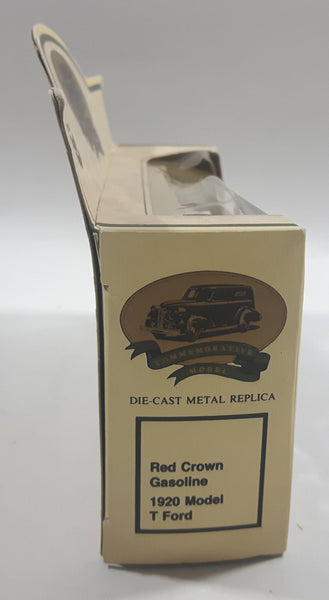 COMMEMORATIVE
MODEL
DIE-CAST METAL REPLICA
Red Crown
Gasoline
1920 Model
T Ford